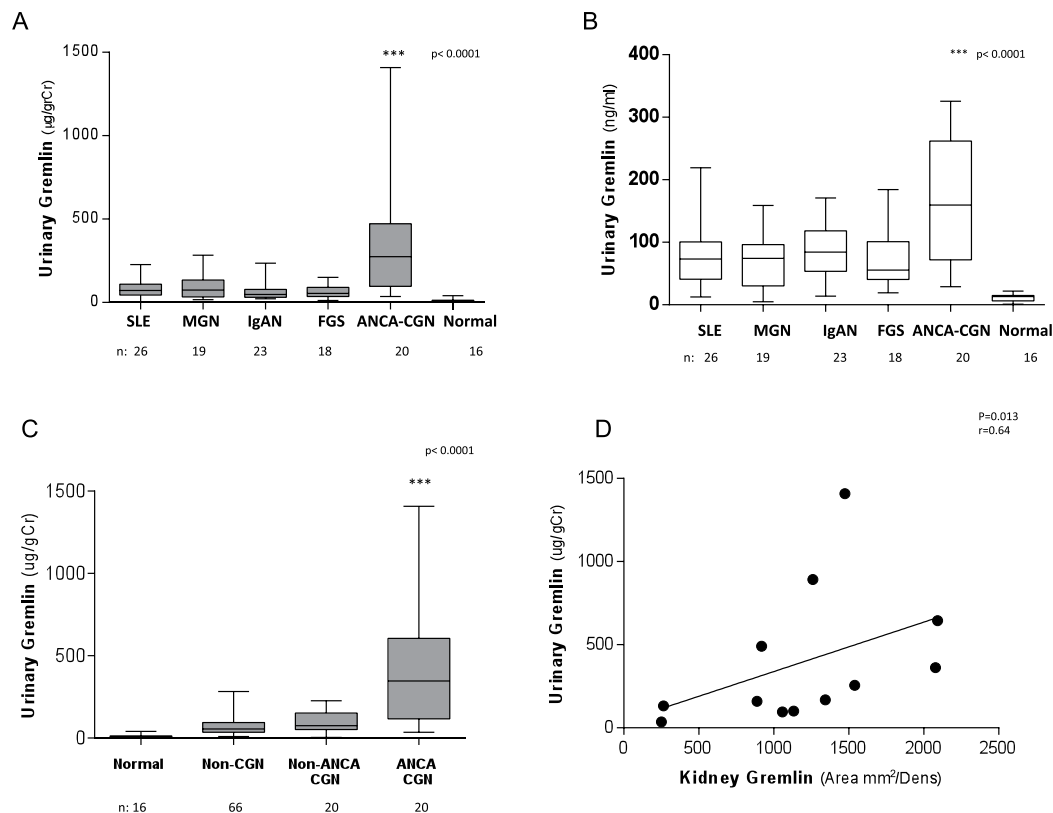 A
Urinary Gremlin (µg/grCr)
1500
1000
500
0
*** p< 0.0001
SLE MGN IgAN FGS ANCA-CGN Normal
n: 26 19 23 18 20 16
B
Urinary Gremlin (ng/ml)
400
300
200
100
0
*** p< 0.0001
SLE MGN IgAN FGS ANCA-CGN Normal
n: 26 19 23 18 20 16
C
Urinary Gremlin (ug/gCr)
p< 0.0001
***
1500
1000
500
0
Normal Non-CGN Non-ANCA CGN ANCA CGN
n: 16 66 20 20
D
P=0.013
r=0.64
Urinary Gremlin (ug/gCr)
1500
1000
500
0
0 500 1000 1500 2000 2500
Kidney Gremlin (Area mm²/Dens)